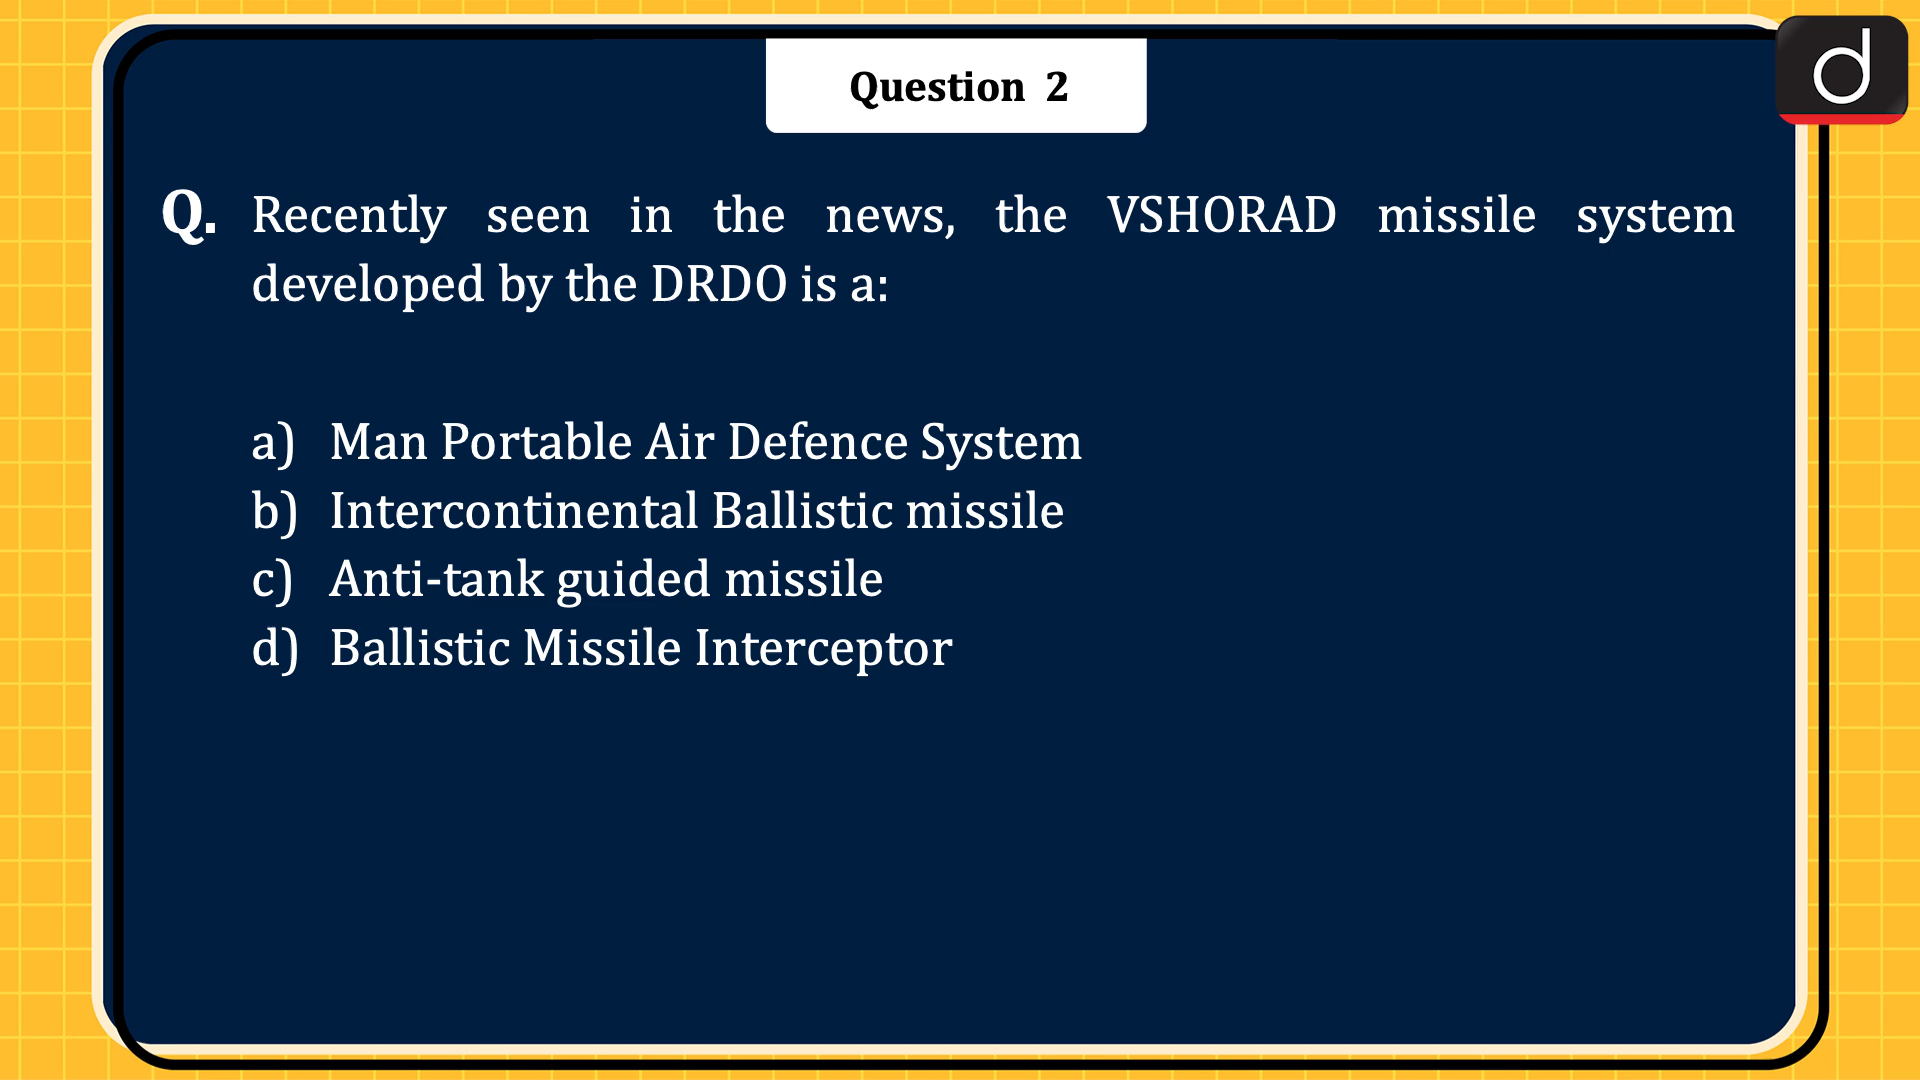 Question 2
d
Q. Recently seen in the news, the VSHORAD missile system
developed by the DRDO is a:
a) Man Portable Air Defence System
b) Intercontinental Ballistic missile
c) Anti-tank guided missile
d) Ballistic Missile Interceptor